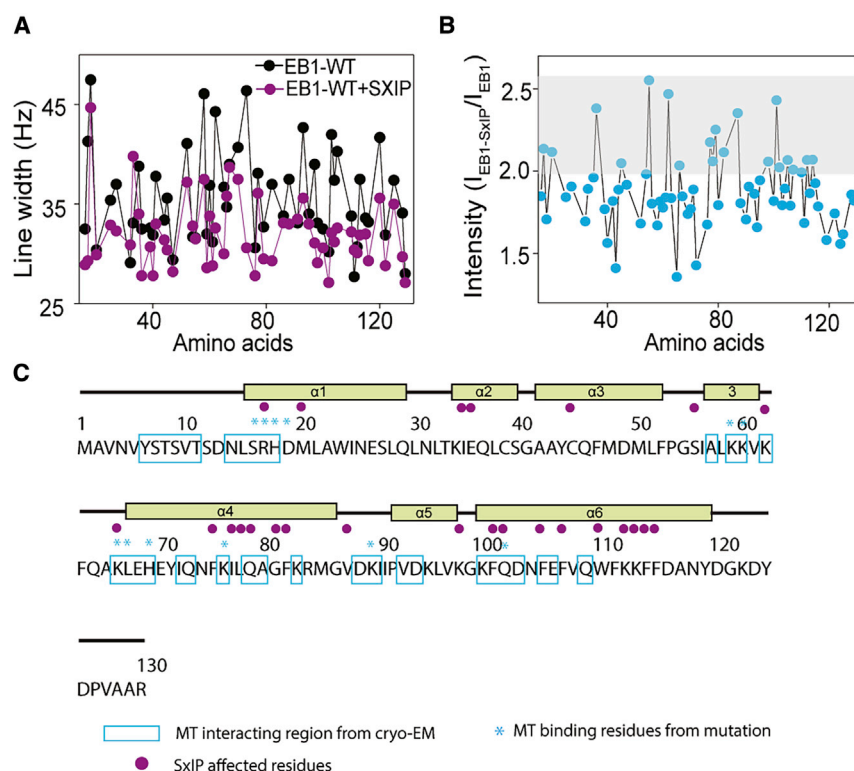 A
B
EB1-WT
EB1-WT+SXIP
Line width (Hz)
45
35
25
40
80
120
Amino acids
Intensity (I EB1-SxIP/I EB1)
2.5
2.0
1.5
40
80
120
Amino acids
C
α1
α2
α3
3
1 10 20 30 40 50 60
MAVNVYSTSVTSDNLSRHDMLAWINESLQLNLTKIEQLCSGAAYCQFMDMLFPGSIALKKVK
α4
α5
α6
70 80 90 100 110 120
FQAKLEHEYIQNFKILQAGFKRMGVDKIIPVDKLVKGKFQDNFEFVQWFKKFFDANYDGKDY
130
DPVAAR
MT interacting region from cryo-EM
* MT binding residues from mutation
SxIP affected residues